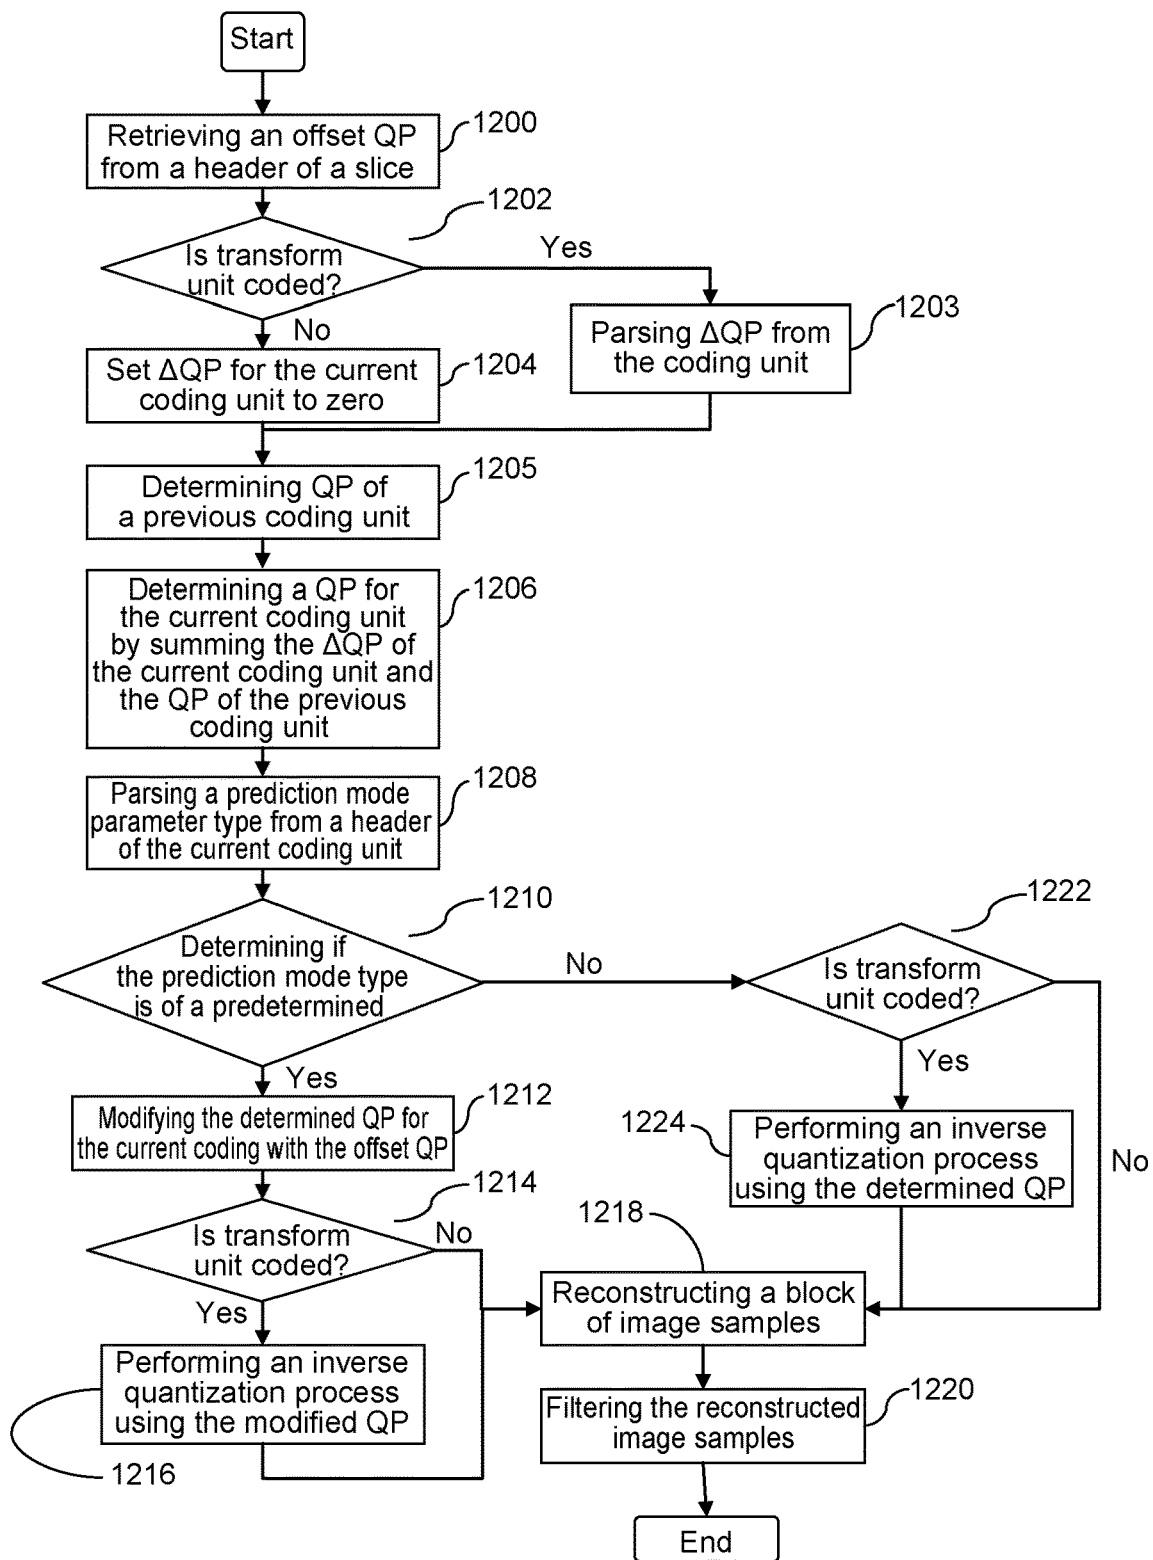 Start
Retrieving an offset QP
from a header of a slice
1200
1202
Is transform
unit coded?
Yes
No
Parsing ΔQP from
the coding unit
1203
Set ΔQP for the current
coding unit to zero
1204
Determining QP of
a previous coding unit
1205
Determining a QP for
the current coding unit
by summing the ΔQP of
the current coding unit and
the QP of the previous
coding unit
1206
Parsing a prediction mode
parameter type from a header
of the current coding unit
1208
1210
Determining if
the prediction mode type
is of a predetermined
No
Yes
1222
Is transform
unit coded?
Yes
No
Modifying the determined QP for
the current coding with the offset QP
1212
1224
Performing an inverse
quantization process
using the determined QP
1214
Is transform
unit coded?
No
Yes
1218
Reconstructing a block
of image samples
Performing an inverse
quantization process
using the modified QP
1216
Filtering the reconstructed
image samples
1220
End